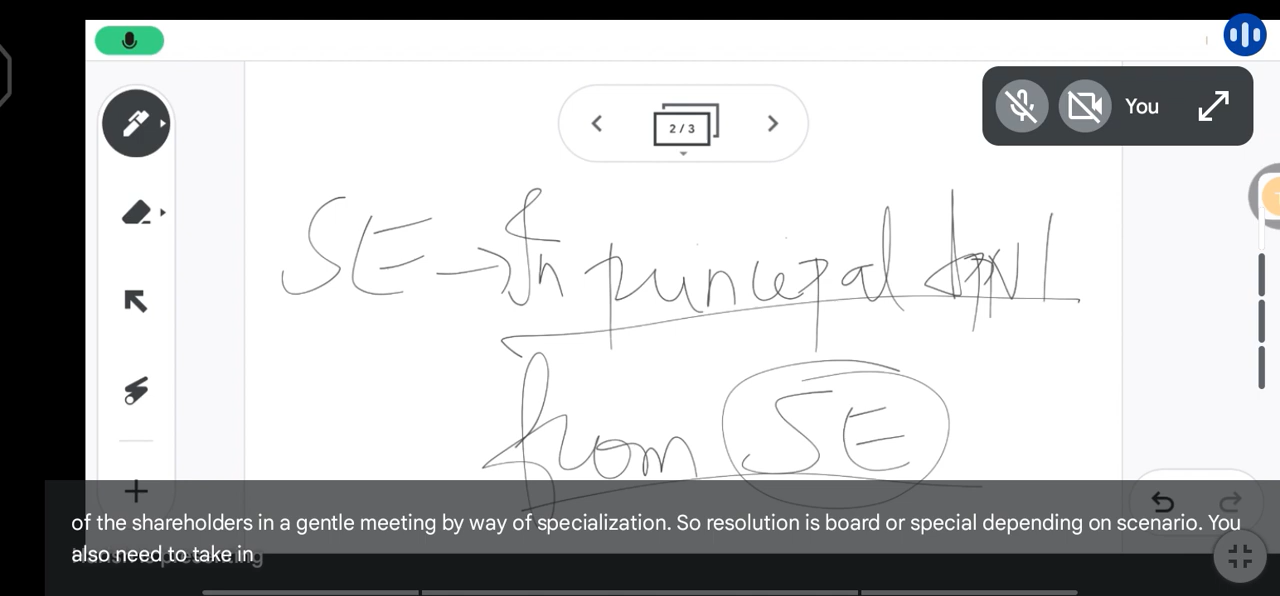 You
2 / 3
SE → In principal
from SE
of the shareholders in a gentle meeting by way of specialization. So resolution is board or special depending on scenario. You
also need to take in